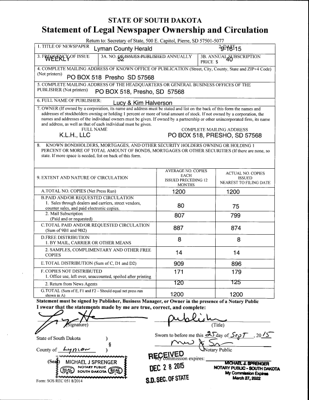 STATE OF SOUTH DAKOTA
Statement of Legal Newspaper Ownership and Circulation
Return to: Secretary of State, 500 E. Capitol, Pierre, SD 57501-5077
1. TITLE OF NEWSPAPER Lyman County Herald
WEEKLY 52 40
PRICE $
4. COMPLETE MAILING ADDRESS OF KNOWN OFFICE OF PUBLICATION (Street, City, County, State and ZIP+4 Code)
(Not printers) PO BOX 518 Presho SD 57568
5. COMPLETE MAILING ADDRESS OF THE HEADQUARTERS OR GENERAL BUSINESS OFFICES OF THE
PUBLISHER (Not printers) PO BOX 518, Presho, SD 57568
6. FULL NAME OF PUBLISHER:
Lucy & Kim Halverson
7. OWNER (If owned by a corporation, its name and address must be stated and list on the back of this form the names and
addresses of stockholders owning or holding 1 percent or more of total amount of stock. If not owned by a corporation, the
names and addresses of the individual owners must be given. If owned by a partnership or other unincorporated firm, its name
and address, as well as that of each individual must be given.
FULL NAME COMPLETE MAILING ADDRESS
K.L.H., LLC PO BOX 518, PRESHO, SD 57568
8. KNOWN BONDHOLDERS, MORTGAGES, AND OTHER SECURITY HOLDERS OWNING OR HOLDING 1
PERCENT OR MORE OF TOTAL AMOUNT OF BONDS, MORTGAGES OR OTHER SECURITIES (If there are none, so
state. If more space is needed, list on back of this form.
9. EXTENT AND NATURE OF CIRCULATION
AVERAGE NO. COPIES
EACH
ISSUED PRECEDING 12
MONTHS
ACTUAL NO. COPIES
ISSUED
NEAREST TO FILING DATE
A. TOTAL NO. COPIES (Net Press Run) 1200 1200
B. PAID AND/OR REQUESTED CIRCULATION
1. Sales through dealers and carriers, street vendors,
counter sales, and paid electronic copies. 80 75
2. Mail Subscription
(Paid and or requested) 807 799
C. TOTAL PAID AND/OR REQUESTED CIRCULATION
(Sum of 9B1 and 9B2) 887 874
D. FREE DISTRIBUTION
1. BY MAIL, CARRIER OR OTHER MEANS 8 8
2. SAMPLES, COMPLIMENTARY AND OTHER FREE
COPIES 14 14
E. TOTAL DISTRIBUTION (Sum of C, D1 and D2) 909 896
F. COPIES NOT DISTRIBUTED
1. Office use, left over, unaccounted, spoiled after printing 171 179
2. Return from News Agents 120 125
G. TOTAL (Sum of E, F1 and F2 - Should equal net press run
shown in A) 1200 1200
Statement must be signed by Publisher, Business Manager, or Owner in the presence of a Notary Public
I swear that the statements made by me are true, correct, and complete:
publisher
(Signature) (Title)
State of South Dakota )
Sworn to before me this 25 day of Sept, 2015
County of Lyman )
Notary Public
(Seal)
MICHAEL J SPRENGER
NOTARY PUBLIC
SOUTH DAKOTA
RECEIVED
DEC 28 2015
S.D. SEC. OF STATE
My commission expires:
MICHAEL J. SPRENGER
NOTARY PUBLIC - SOUTH DAKOTA
My Commission Expires
March 27, 2022
Form: SOS REC 051 8/2014